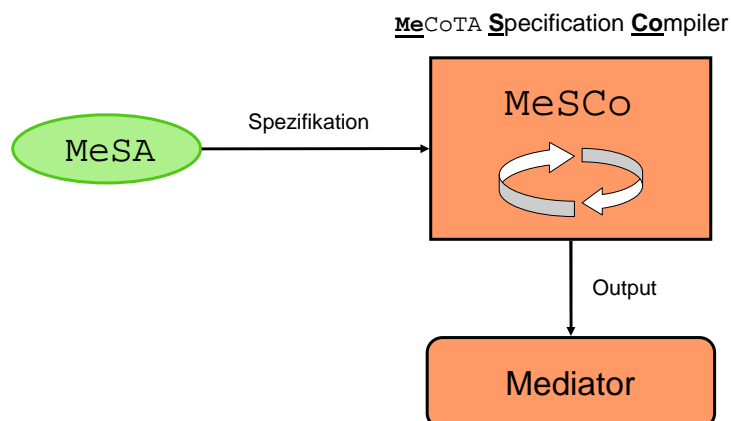 MeCoTA Specification Compiler
MeSCo
Spezifikation
MeSA
Output
Mediator